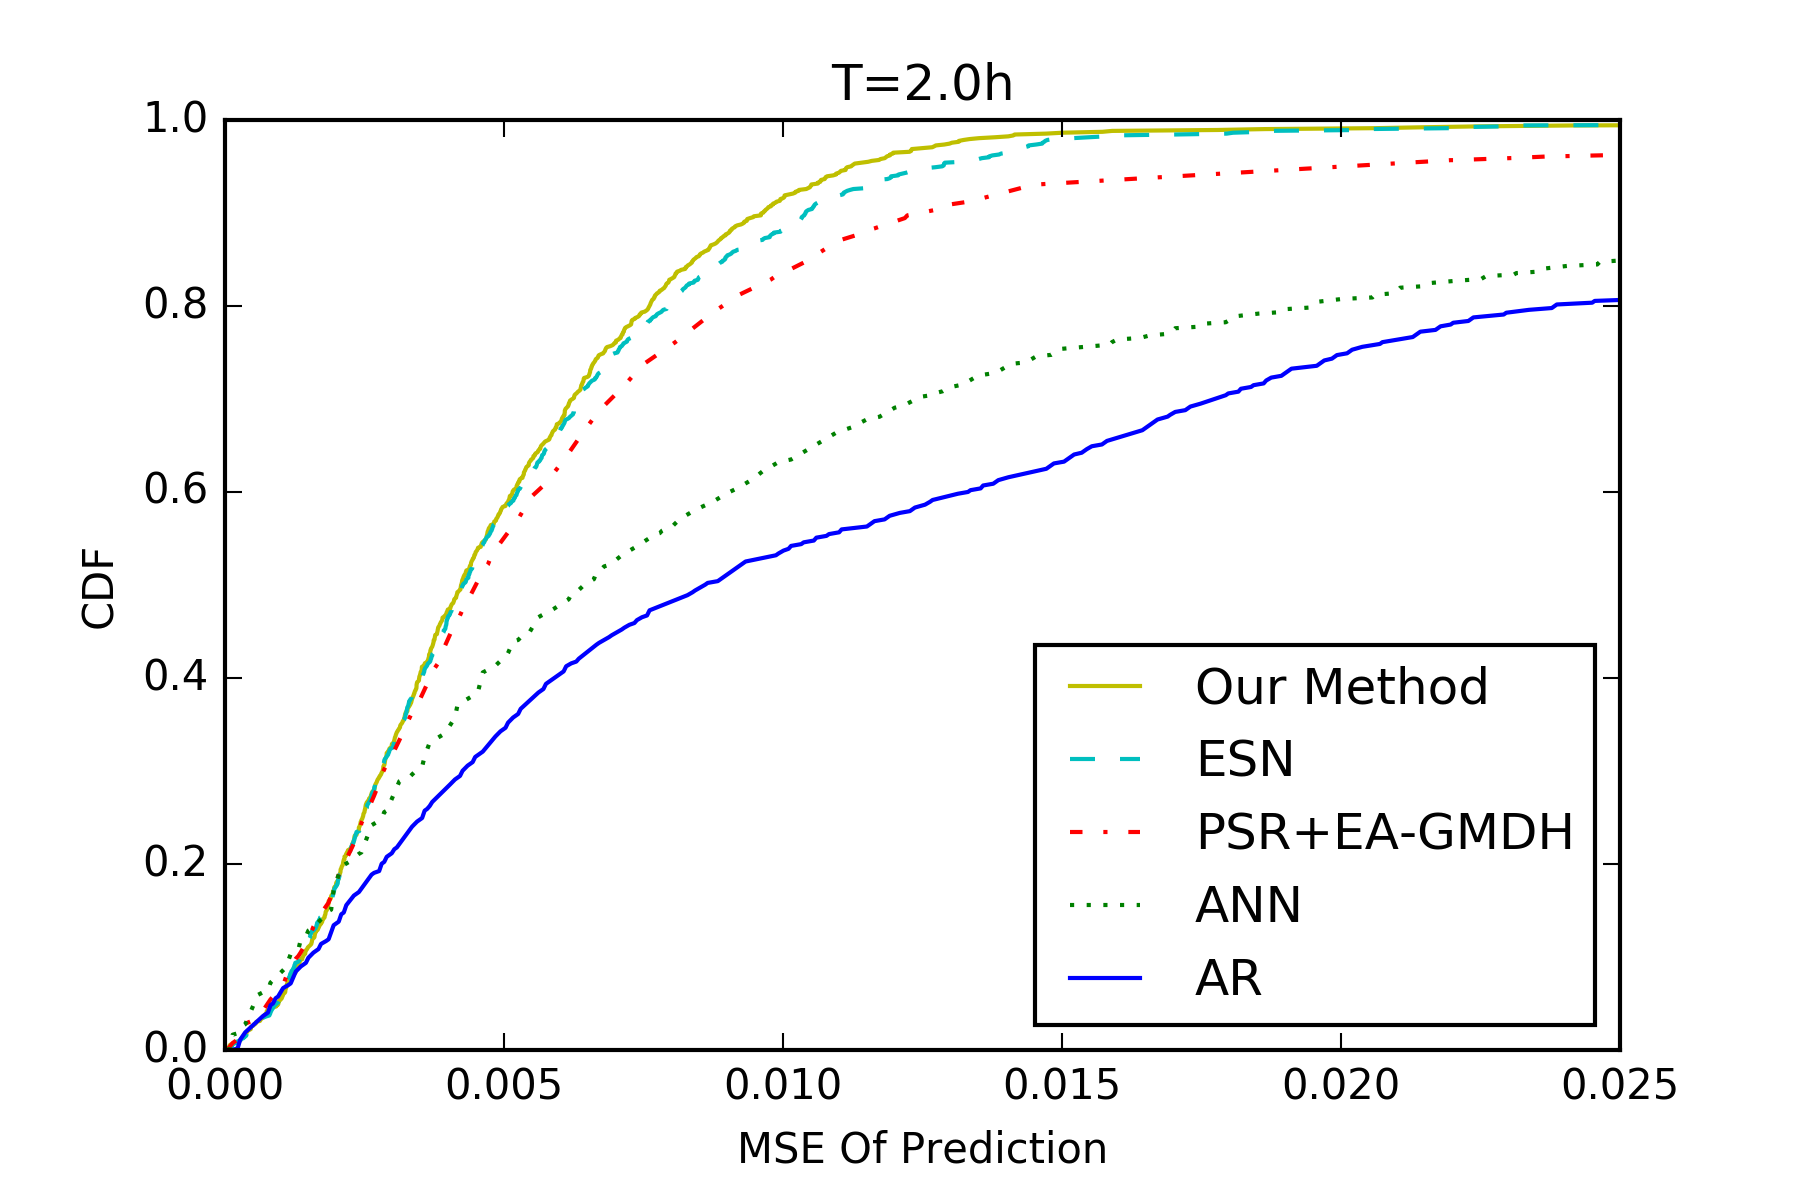 T=2.0h
1.0
0.8
0.6
0.4
0.2
0.0
CDF
Our Method
ESN
PSR+EA-GMDH
ANN
AR
0.000 0.005 0.010 0.015 0.020 0.025
MSE Of Prediction